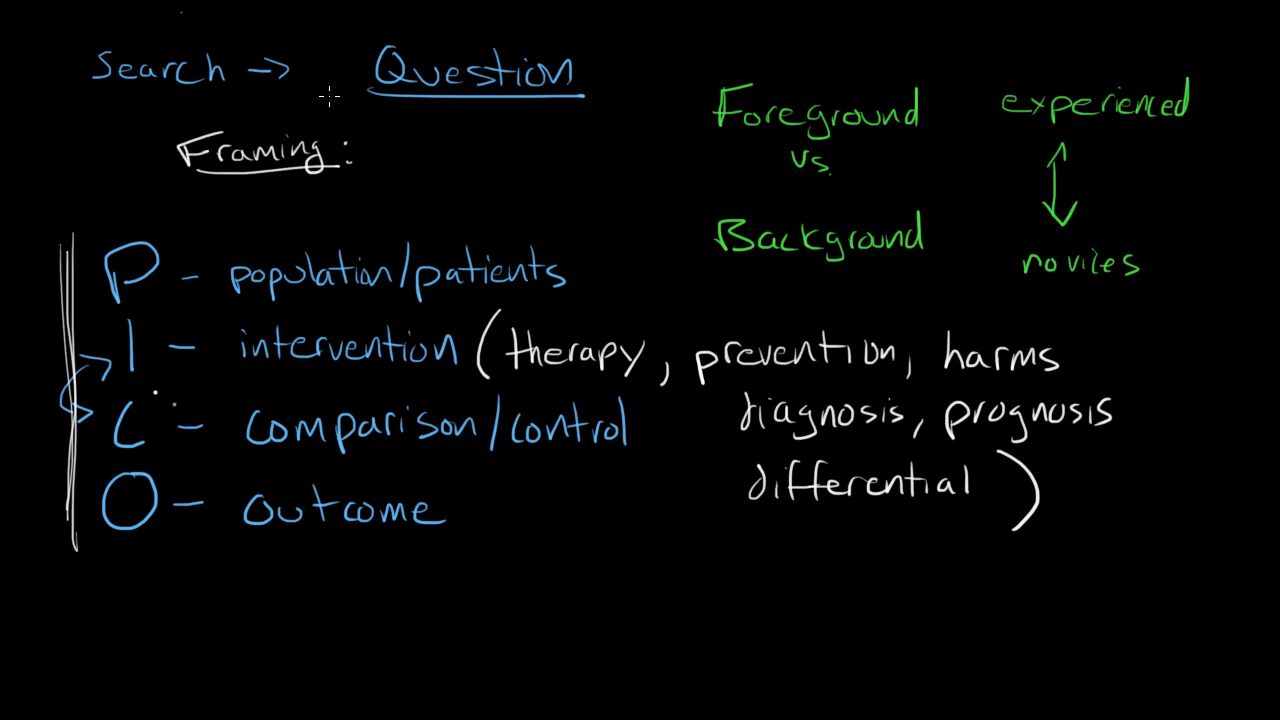 Search → Question
Framing:
Foreground
vs.
Background
experienced
novices
P - population/patients
I - intervention (therapy, prevention, harms
diagnosis, prognosis
differential)
C - comparison/control
O - outcome